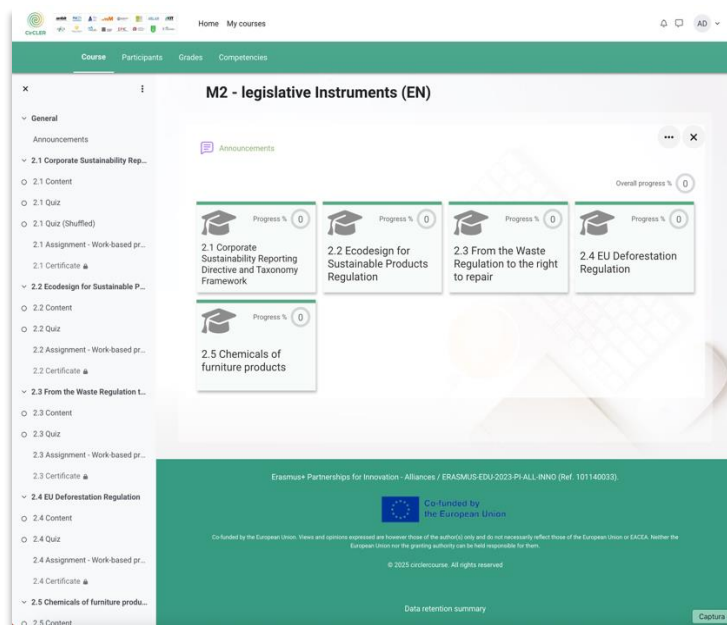 CirCLER
Home My courses
AD
Course Participants Grades Competencies
General
Announcements
2.1 Corporate Sustainability Rep...
2.1 Content
2.1 Quiz
2.1 Quiz (Shuffled)
2.1 Assignment - Work-based pr...
2.1 Certificate
2.2 Ecodesign for Sustainable P...
2.2 Content
2.2 Quiz
2.2 Assignment - Work-based pr...
2.2 Certificate
2.3 From the Waste Regulation t...
2.3 Content
2.3 Quiz
2.3 Assignment - Work-based pr...
2.3 Certificate
2.4 EU Deforestation Regulation
2.4 Content
2.4 Quiz
2.4 Assignment - Work-based pr...
2.4 Certificate
2.5 Chemicals of furniture produ...
2.5 Content
M2 - legislative Instruments (EN)
Announcements
Overall progress % 0
Progress % 0
2.1 Corporate
Sustainability Reporting
Directive and Taxonomy
Framework
Progress % 0
2.2 Ecodesign for
Sustainable Products
Regulation
Progress % 0
2.3 From the Waste
Regulation to the right
to repair
Progress % 0
2.4 EU Deforestation
Regulation
Progress % 0
2.5 Chemicals of
furniture products
Erasmus+ Partnerships for Innovation - Alliances / ERASMUS-EDU-2023-PI-ALL-INNO (Ref. 101140033).
Co-funded by
the European Union
Co-funded by the European Union. Views and opinions expressed are however those of the author(s) only and do not necessarily reflect those of the European Union or EACEA. Neither the
European Union nor the granting authority can be held responsible for them.
© 2025 circlercourse. All rights reserved
Data retention summary
Captura